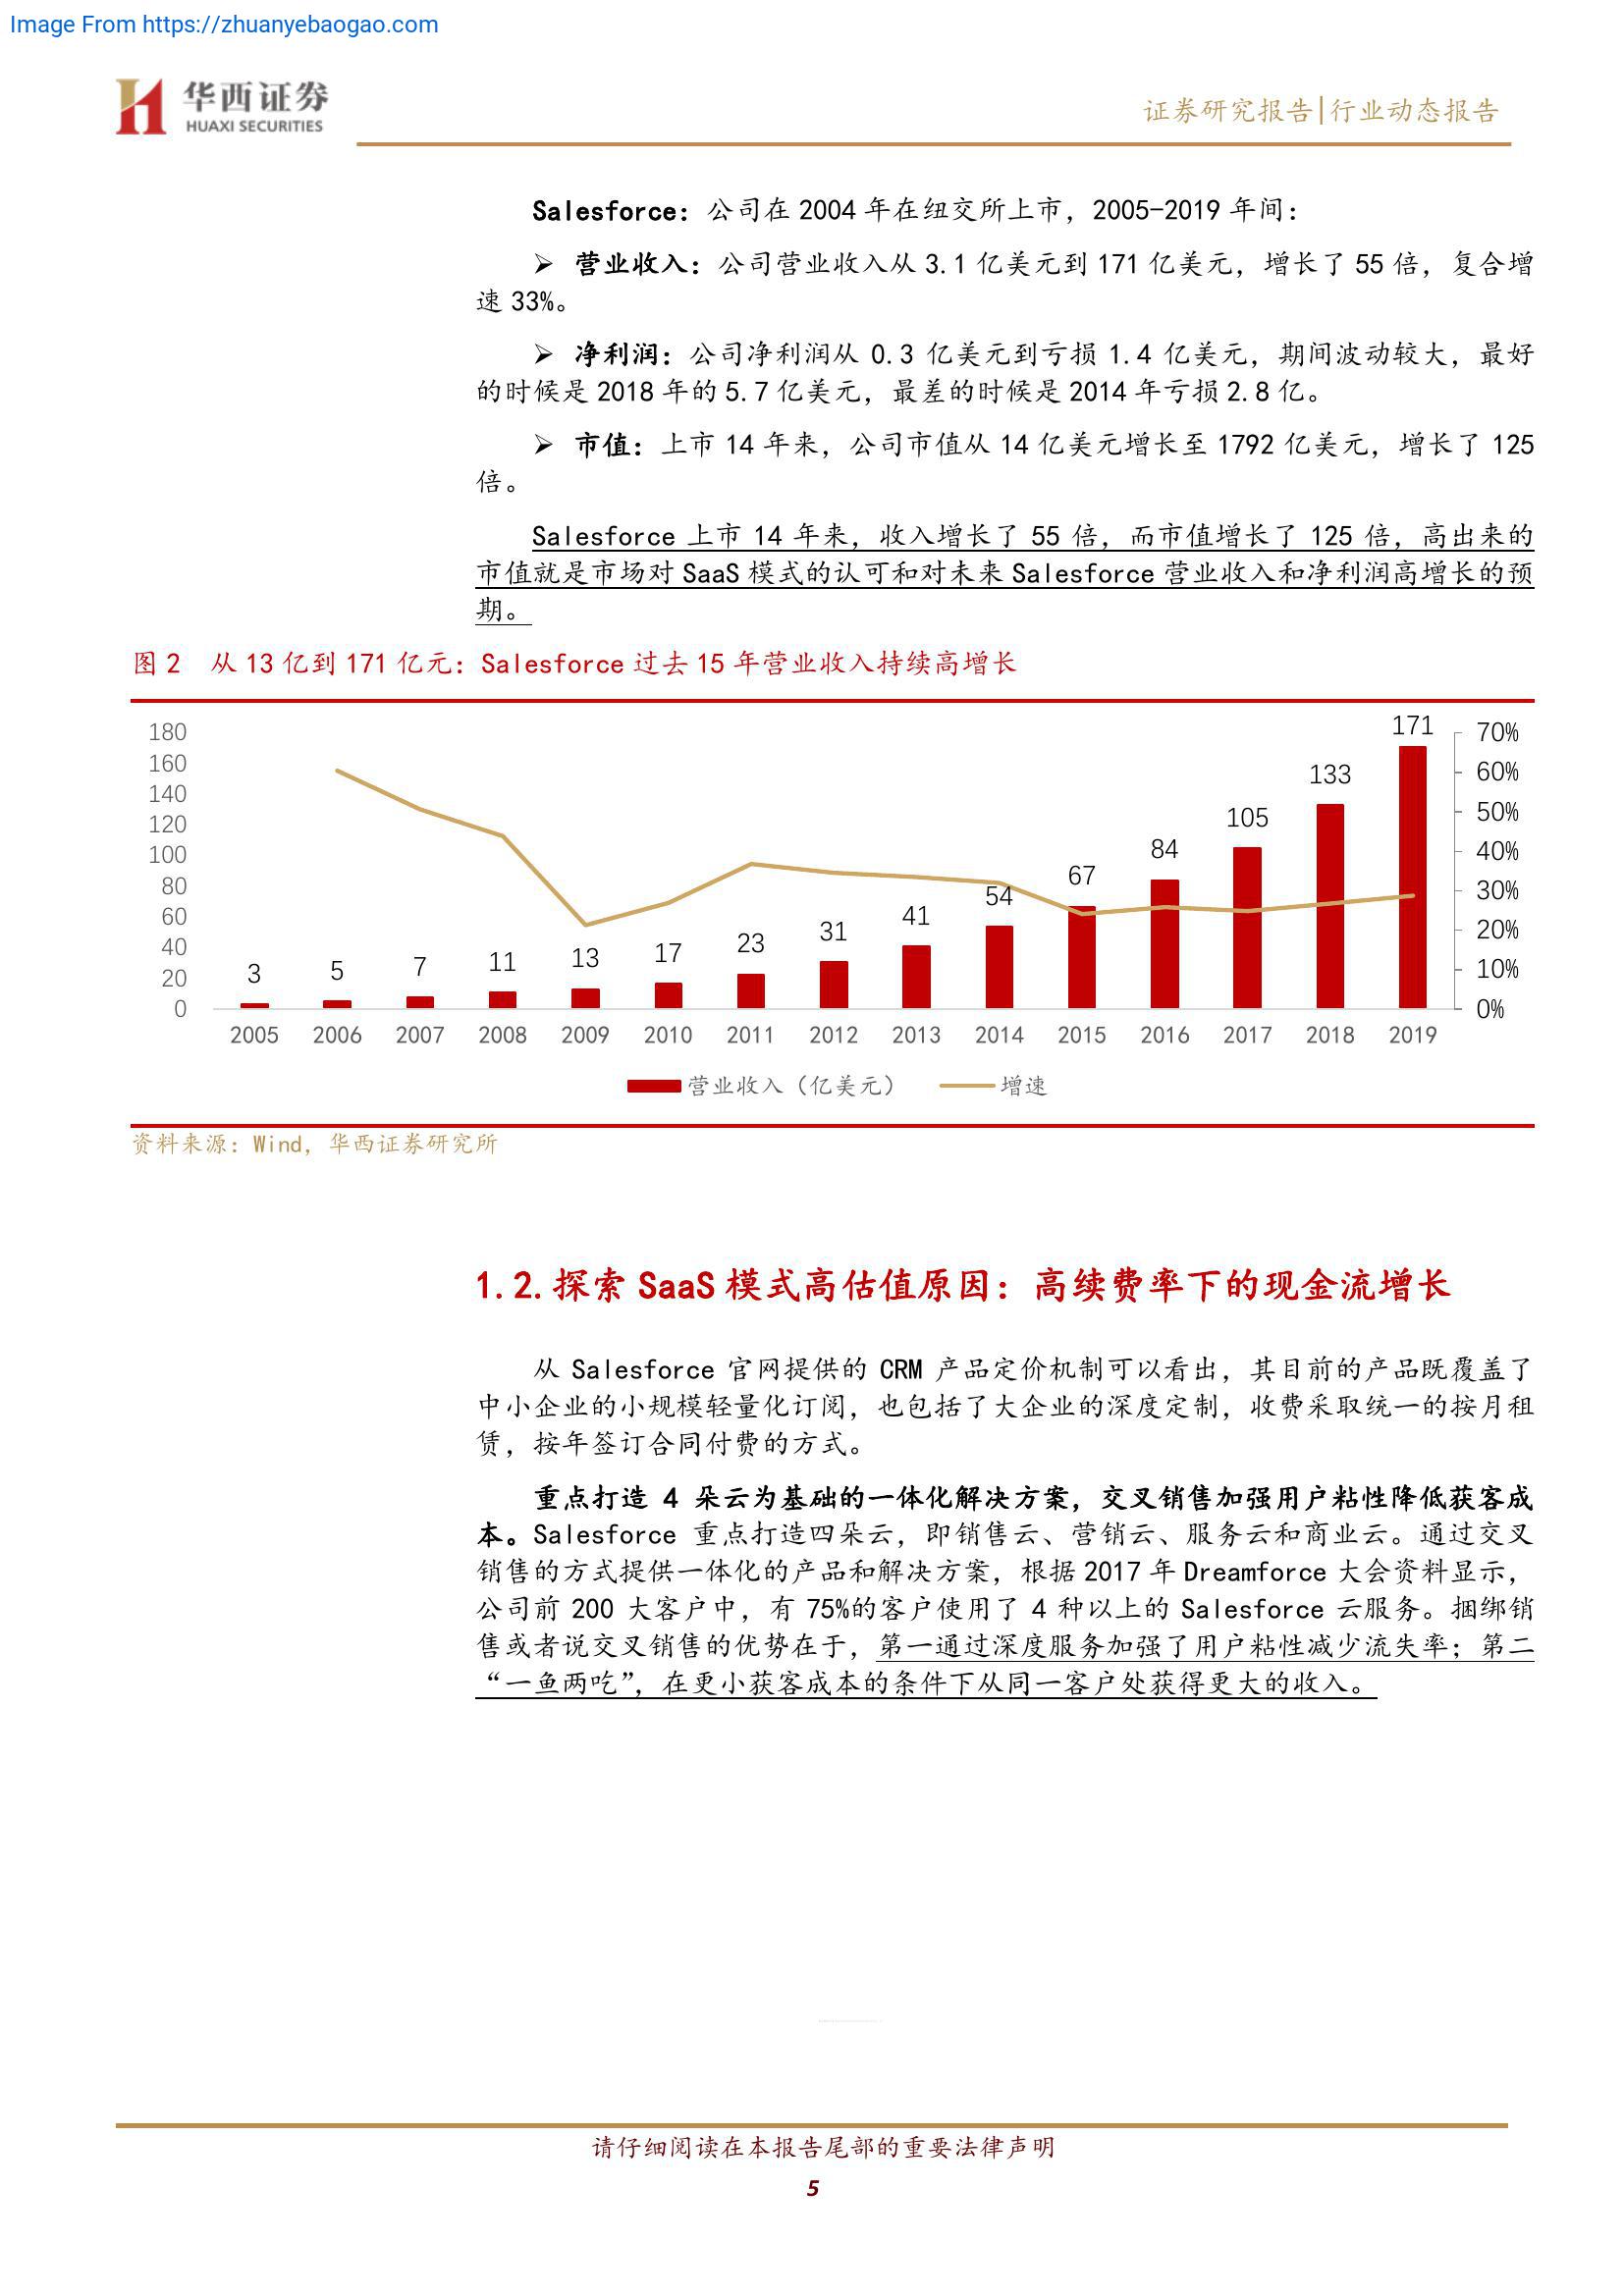 Image From https://zhuanyebaogao.com
华西证券
HUAXI SECURITIES
证券研究报告|行业动态报告
Salesforce：公司在 2004 年在纽交所上市，2005-2019 年间：
➢ 营业收入：公司营业收入从 3.1 亿美元到 171 亿美元，增长了 55 倍，复合增
速 33%。
➢ 净利润：公司净利润从 0.3 亿美元到亏损 1.4 亿美元，期间波动较大，最好
的时候是 2018 年的 5.7 亿美元，最差的时候是 2014 年亏损 2.8 亿。
➢ 市值：上市 14 年来，公司市值从 14 亿美元增长至 1792 亿美元，增长了 125
倍。
Salesforce 上市 14 年来，收入增长了 55 倍，而市值增长了 125 倍，高出来的
市值就是市场对 SaaS 模式的认可和对未来 Salesforce 营业收入和净利润高增长的预
期。
图 2 从 13 亿到 171 亿元：Salesforce 过去 15 年营业收入持续高增长
180
160
140
120
100
80
60
40
20
0
3
5
7
11
13
17
23
31
41
54
67
84
105
133
171
70%
60%
50%
40%
30%
20%
10%
0%
2005 2006 2007 2008 2009 2010 2011 2012 2013 2014 2015 2016 2017 2018 2019
营业收入（亿美元） 增速
资料来源：Wind，华西证券研究所
1.2.探索 SaaS 模式高估值原因：高续费率下的现金流增长
从 Salesforce 官网提供的 CRM 产品定价机制可以看出，其目前的产品既覆盖了
中小企业的小规模轻量化订阅，也包括了大企业的深度定制，收费采取统一的按月租
赁，按年签订合同付费的方式。
重点打造 4 朵云为基础的一体化解决方案，交叉销售加强用户粘性降低获客成
本。Salesforce 重点打造四朵云，即销售云、营销云、服务云和商业云。通过交叉
销售的方式提供一体化的产品和解决方案，根据 2017 年 Dreamforce 大会资料显示，
公司前 200 大客户中，有 75%的客户使用了 4 种以上的 Salesforce 云服务。捆绑销
售或者说交叉销售的优势在于，第一通过深度服务加强了用户粘性减少流失率；第二
“一鱼两吃”，在更小获客成本的条件下从同一客户处获得更大的收入。
请仔细阅读在本报告尾部的重要法律声明
5